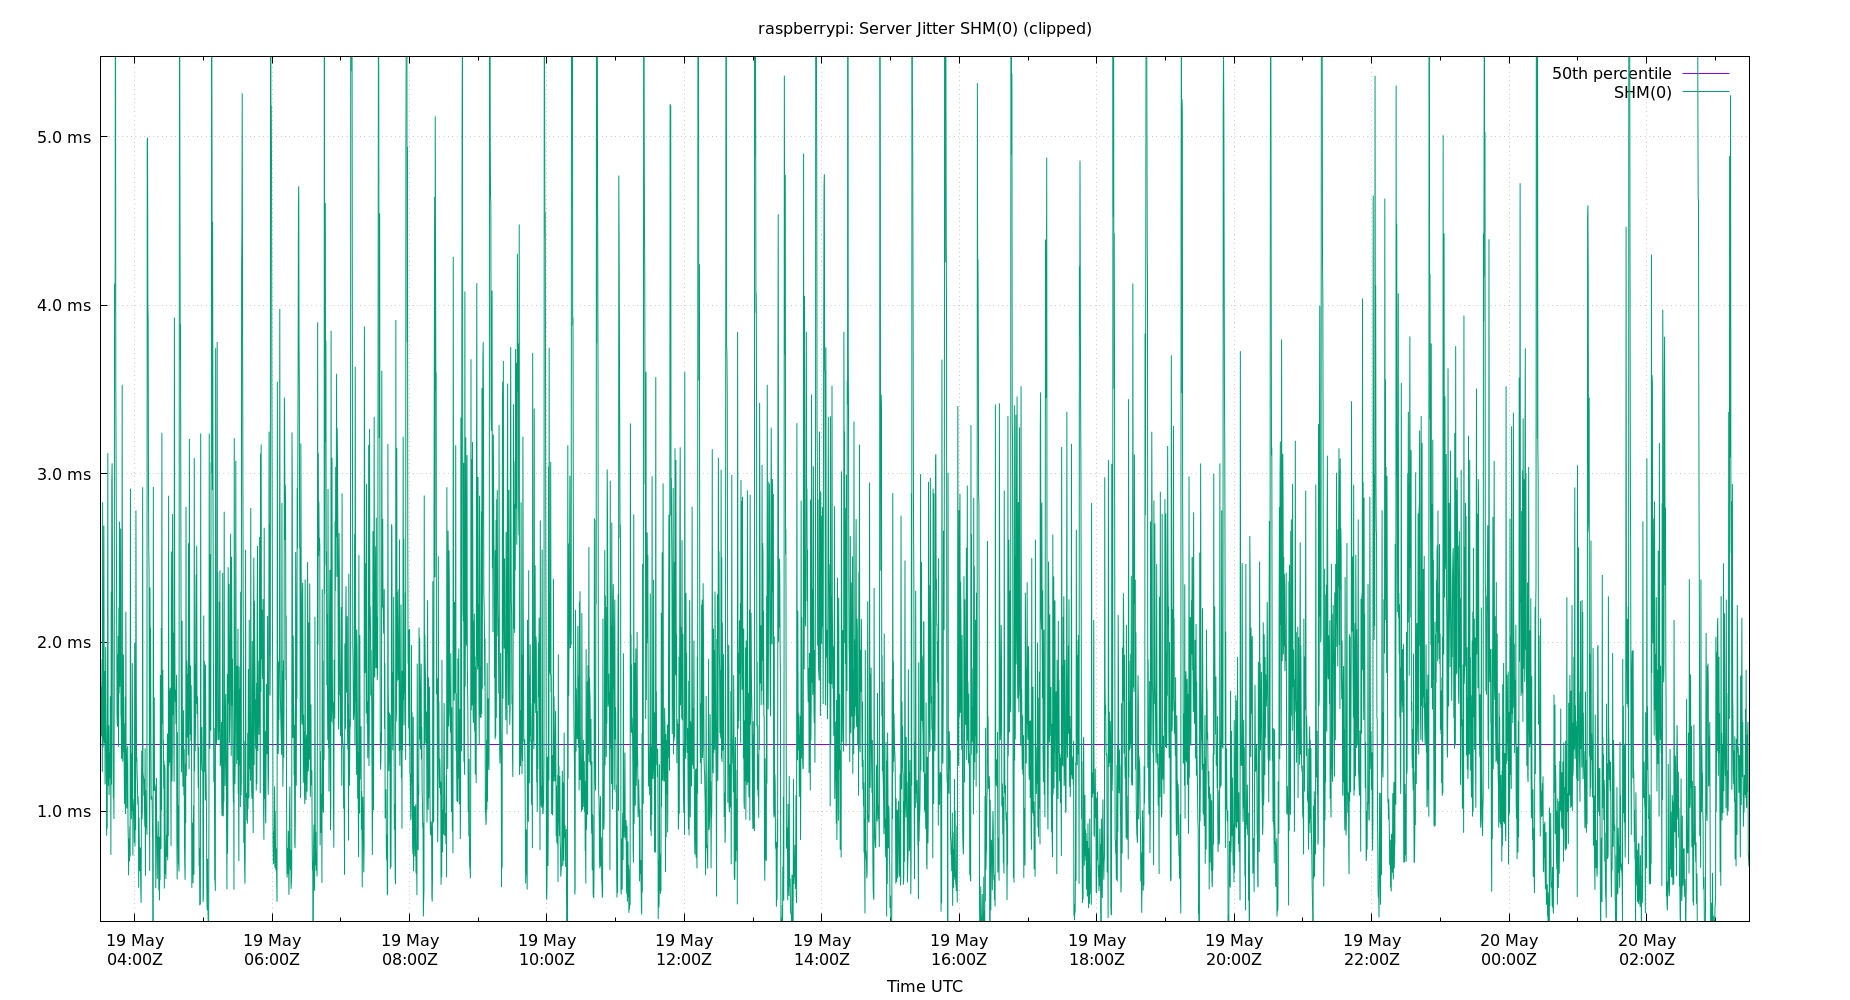 raspberrypi: Server Jitter SHM(0) (clipped)
50th percentile
SHM(0)
5.0 ms
4.0 ms
3.0 ms
2.0 ms
1.0 ms
19 May 19 May 19 May 19 May 19 May 19 May 19 May 19 May 19 May 19 May 20 May 20 May
04:00Z 06:00Z 08:00Z 10:00Z 12:00Z 14:00Z 16:00Z 18:00Z 20:00Z 22:00Z 00:00Z 02:00Z
Time UTC